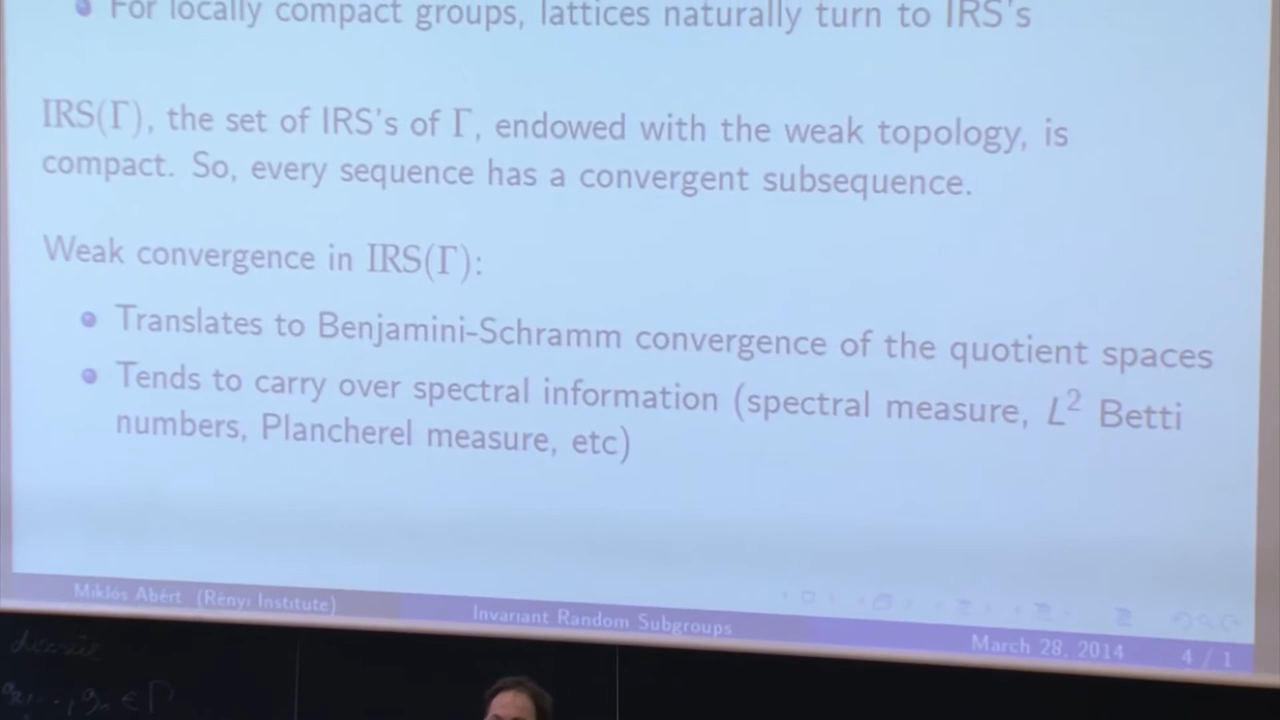 For locally compact groups, lattices naturally turn to IRS's
IRS(Γ), the set of IRS's of Γ, endowed with the weak topology, is
compact. So, every sequence has a convergent subsequence.
Weak convergence in IRS(Γ):
Translates to Benjamini-Schramm convergence of the quotient spaces
Tends to carry over spectral information (spectral measure, L² Betti
numbers, Plancherel measure, etc)
Miklós Abért (Rényi Institute) Invariant Random Subgroups March 28, 2014 4 / 1
∈ Γ